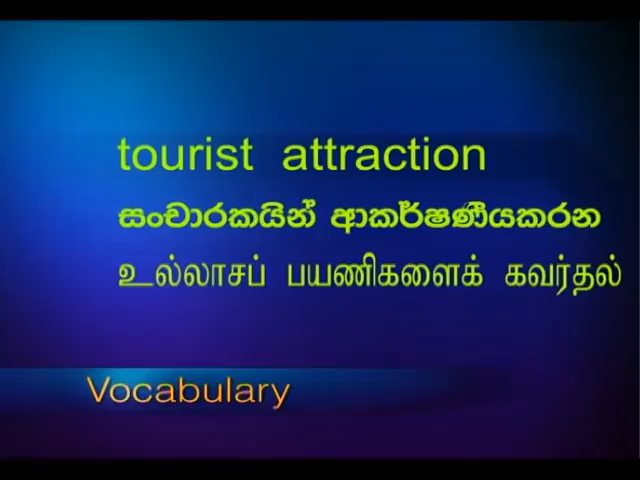 tourist attraction
සංචාරකයින් ආකර්ෂණීයකරන
உல்லாசப் பயணிகளைக் கவர்தல்
Vocabulary